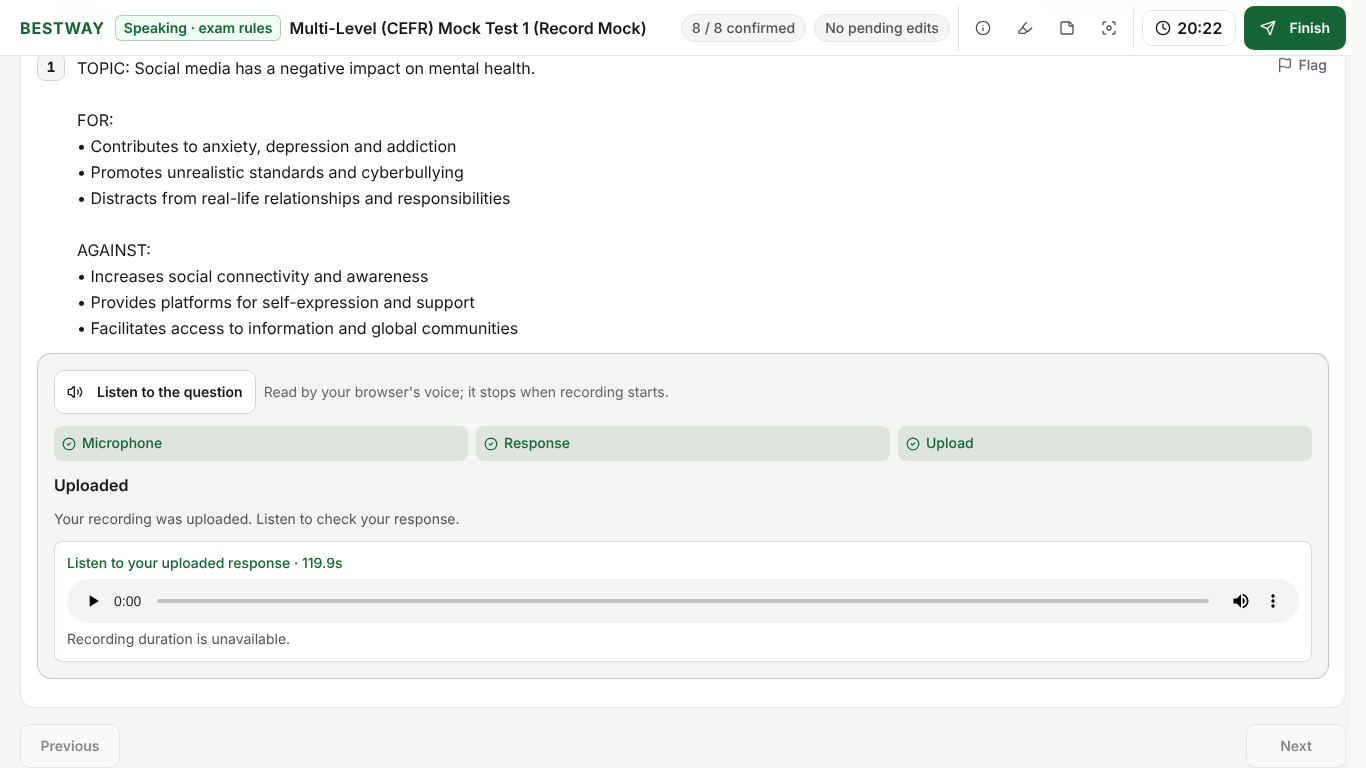 BESTWAY
Speaking · exam rules
Multi-Level (CEFR) Mock Test 1 (Record Mock)
8 / 8 confirmed
No pending edits
20:22
Finish
1
TOPIC: Social media has a negative impact on mental health.
Flag
FOR:
• Contributes to anxiety, depression and addiction
• Promotes unrealistic standards and cyberbullying
• Distracts from real-life relationships and responsibilities
AGAINST:
• Increases social connectivity and awareness
• Provides platforms for self-expression and support
• Facilitates access to information and global communities
Listen to the question
Read by your browser's voice; it stops when recording starts.
Microphone
Response
Upload
Uploaded
Your recording was uploaded. Listen to check your response.
Listen to your uploaded response · 119.9s
0:00
Recording duration is unavailable.
Previous
Next